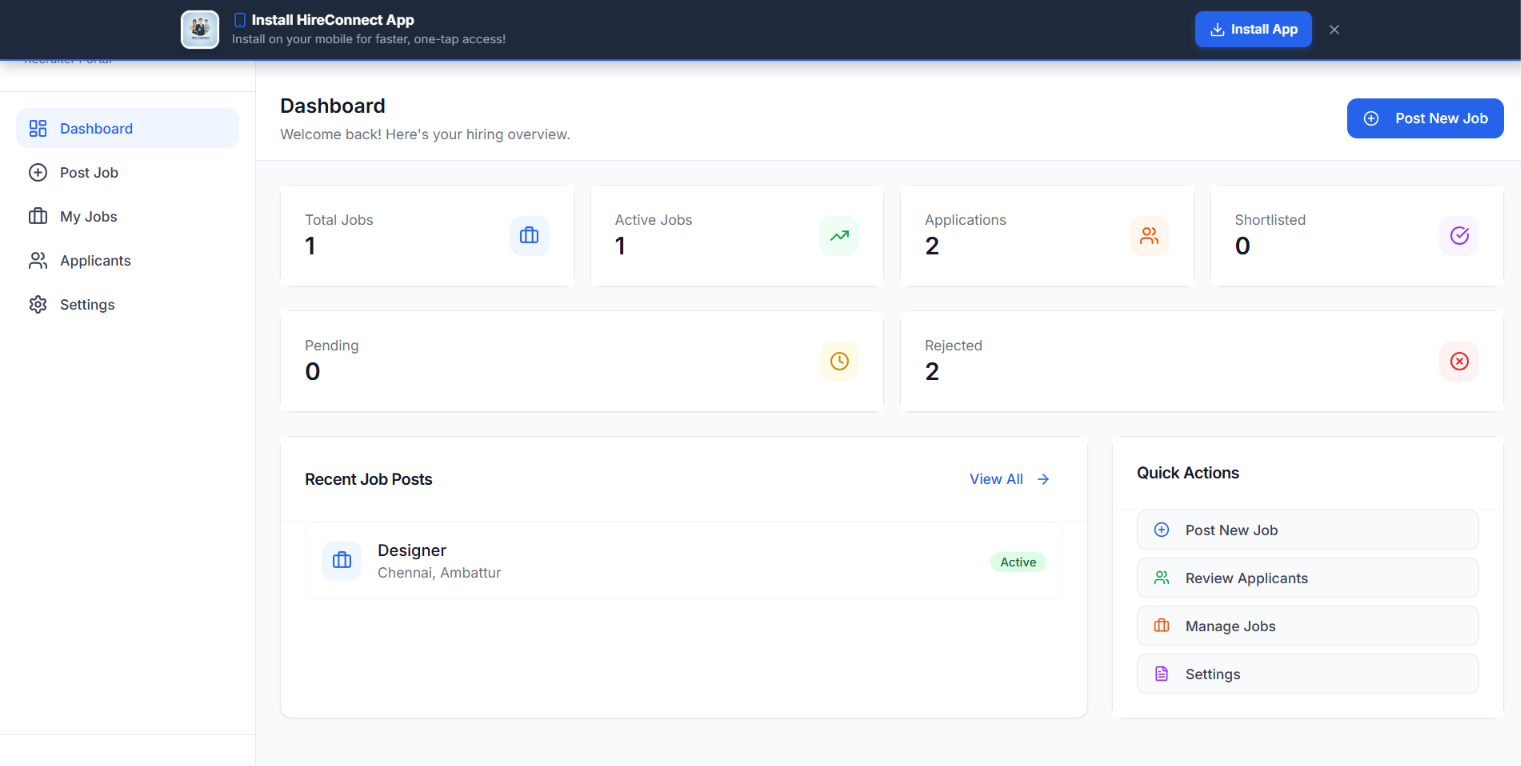 Install HireConnect App
Install on your mobile for faster, one-tap access!
Install App
Recruiter Portal
Dashboard
Post Job
My Jobs
Applicants
Settings
Dashboard
Welcome back! Here's your hiring overview.
Post New Job
Total Jobs
1
Active Jobs
1
Applications
2
Shortlisted
0
Pending
0
Rejected
2
Recent Job Posts
View All
Designer
Chennai, Ambattur
Active
Quick Actions
Post New Job
Review Applicants
Manage Jobs
Settings